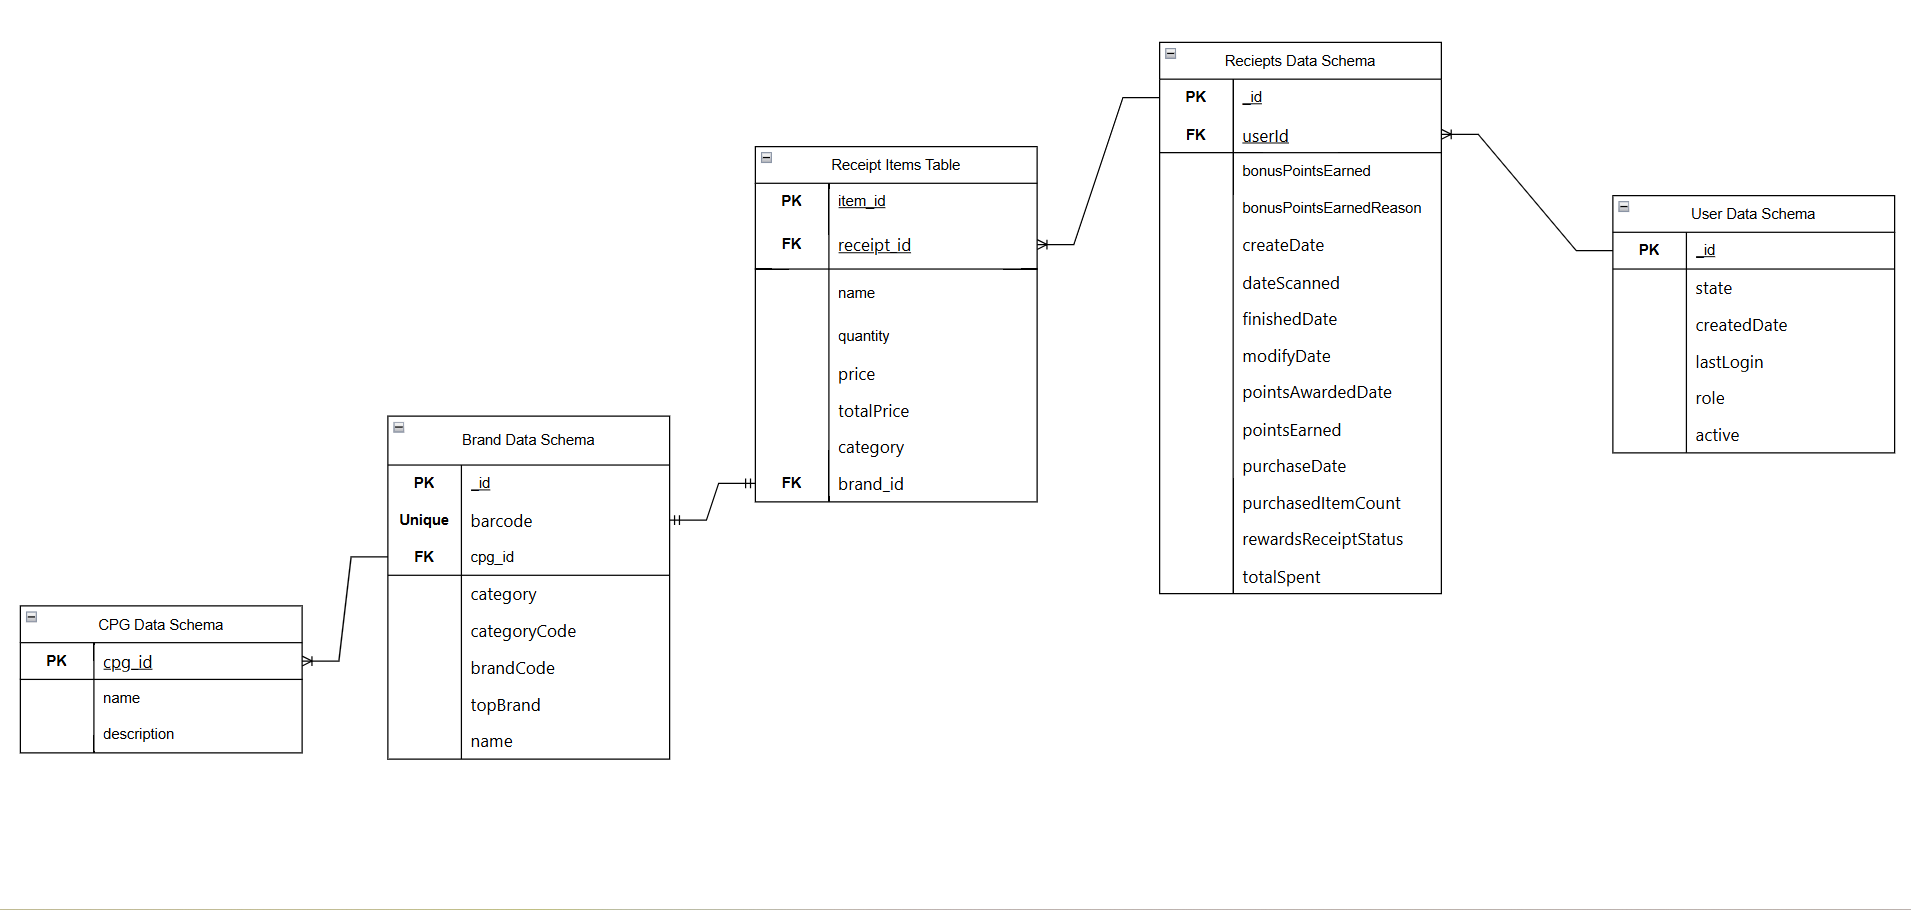 Reciepts Data Schema
PK _id
FK userId
bonusPointsEarned
bonusPointsEarnedReason
createDate
dateScanned
finishedDate
modifyDate
pointsAwardedDate
pointsEarned
purchaseDate
purchasedItemCount
rewardsReceiptStatus
totalSpent
Receipt Items Table
PK item_id
FK receipt_id
name
quantity
price
totalPrice
category
FK brand_id
User Data Schema
PK _id
state
createdDate
lastLogin
role
active
Brand Data Schema
PK _id
Unique barcode
FK cpg_id
category
categoryCode
brandCode
topBrand
name
CPG Data Schema
PK cpg_id
name
description